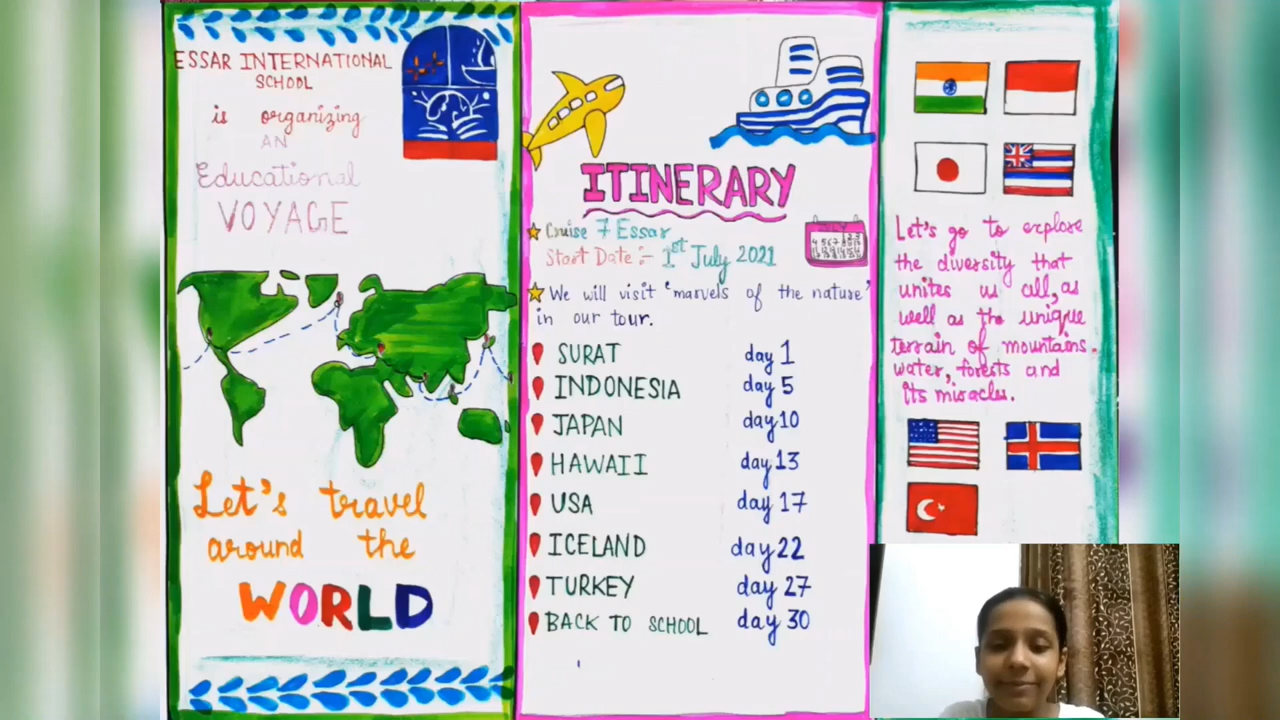 ESSAR INTERNATIONAL
SCHOOL
is organizing
AN
Educational
VOYAGE
Let's travel
around the
WORLD
ITINERARY
Cruise 7 Essar
Start Date :- 1st July 2021
We will visit 'marvels of the nature'
in our tour.
SURAT day 1
INDONESIA day 5
JAPAN day 10
HAWAII day 13
USA day 17
ICELAND day 22
TURKEY day 27
BACK TO SCHOOL day 30
Let's go to explore
the diversity that
unites us all, as
well as the unique
terrain of mountains.
water, forests and
its miracles.